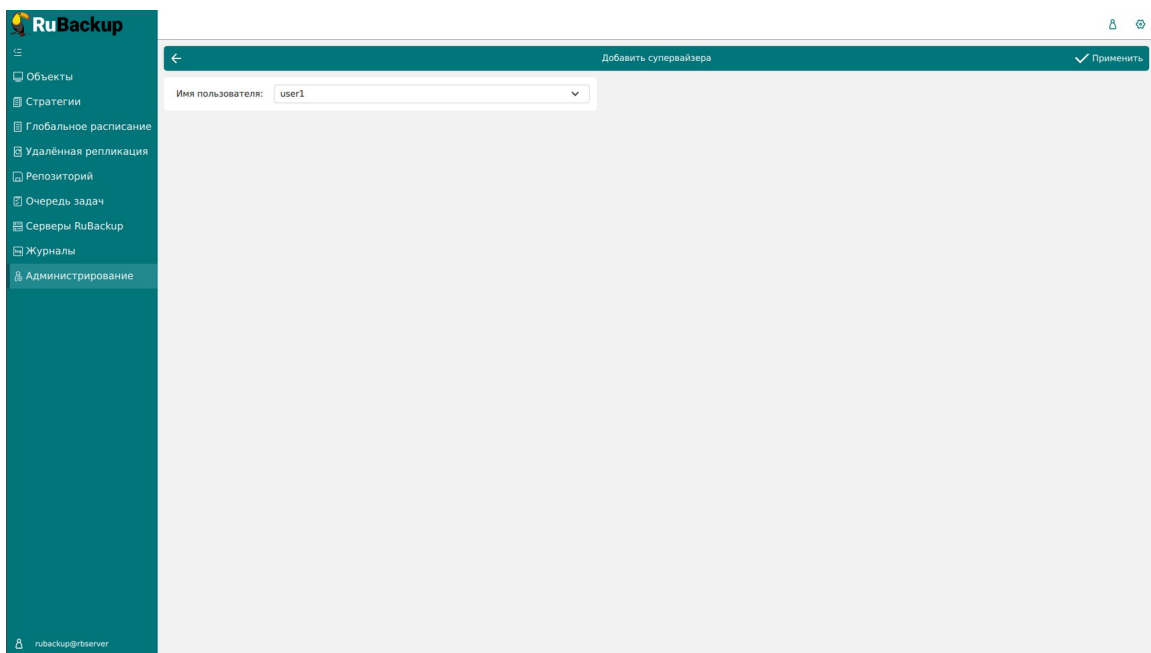 RuBackup
Добавить супервайзера
Применить
Имя пользователя: user1
Объекты
Стратегии
Глобальное расписание
Удалённая репликация
Репозиторий
Очередь задач
Серверы RuBackup
Журналы
Администрирование
rubackup@rbserver